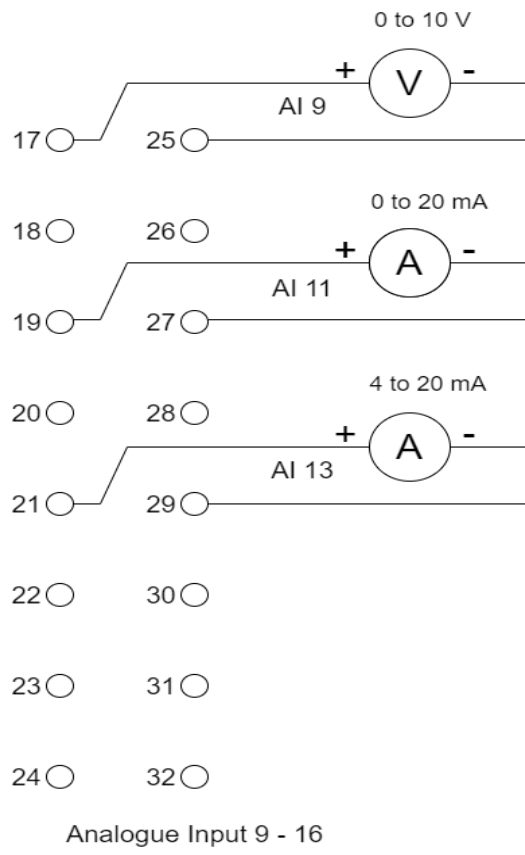 0 to 10 V
+ V -
AI 9
17 25
0 to 20 mA
18 26
+ A -
AI 11
19 27
4 to 20 mA
20 28
+ A -
AI 13
21 29
22 30
23 31
24 32
Analogue Input 9 - 16